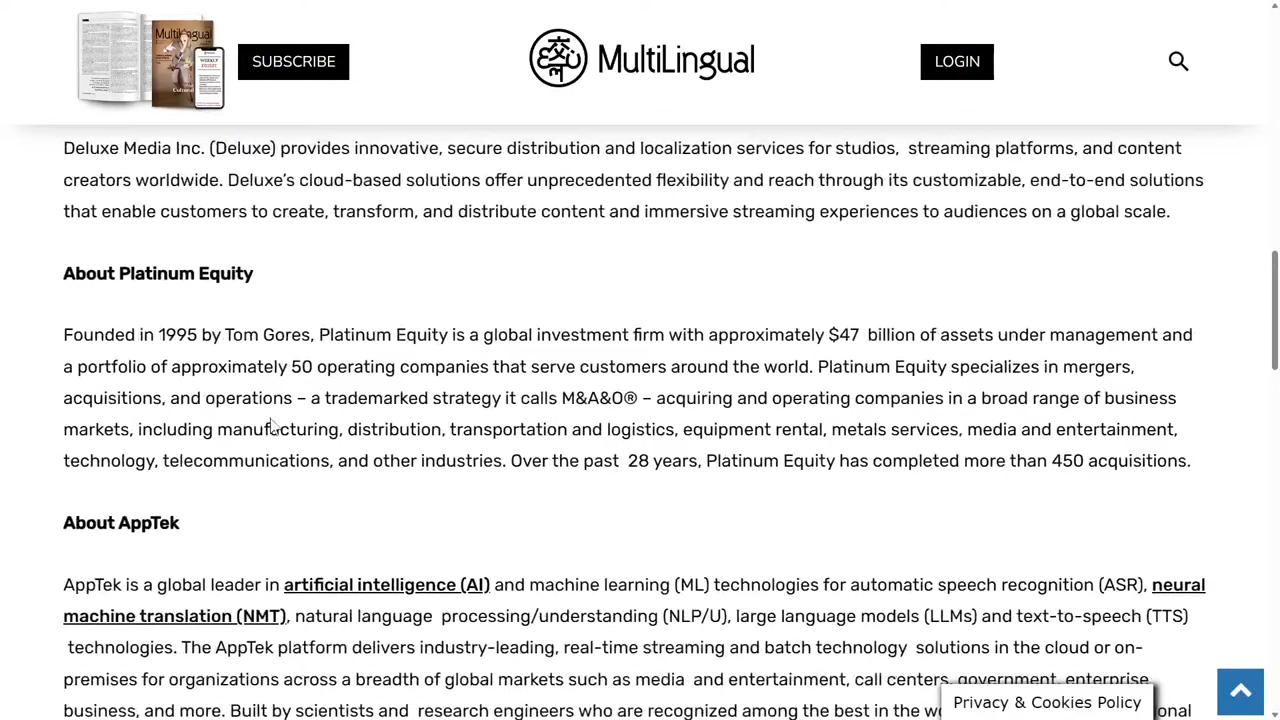 SUBSCRIBE
MultiLingual
LOGIN
Deluxe Media Inc. (Deluxe) provides innovative, secure distribution and localization services for studios, streaming platforms, and content
creators worldwide. Deluxe’s cloud-based solutions offer unprecedented flexibility and reach through its customizable, end-to-end solutions
that enable customers to create, transform, and distribute content and immersive streaming experiences to audiences on a global scale.
About Platinum Equity
Founded in 1995 by Tom Gores, Platinum Equity is a global investment firm with approximately $47 billion of assets under management and
a portfolio of approximately 50 operating companies that serve customers around the world. Platinum Equity specializes in mergers,
acquisitions, and operations – a trademarked strategy it calls M&A&O® – acquiring and operating companies in a broad range of business
markets, including manufacturing, distribution, transportation and logistics, equipment rental, metals services, media and entertainment,
technology, telecommunications, and other industries. Over the past 28 years, Platinum Equity has completed more than 450 acquisitions.
About AppTek
AppTek is a global leader in artificial intelligence (AI) and machine learning (ML) technologies for automatic speech recognition (ASR), neural
machine translation (NMT), natural language processing/understanding (NLP/U), large language models (LLMs) and text-to-speech (TTS)
technologies. The AppTek platform delivers industry-leading, real-time streaming and batch technology solutions in the cloud or on-
premises for organizations across a breadth of global markets such as media and entertainment, call centers, government, enterprise
business, and more. Built by scientists and research engineers who are recognized among the best in the
Privacy & Cookies Policy